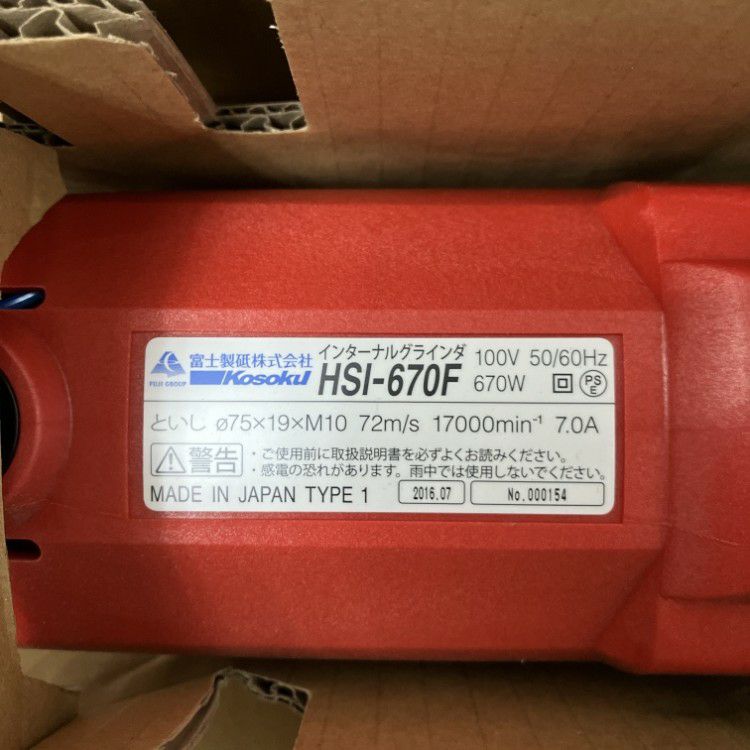 FUJI GROUP
富士製砥株式会社
Kosoku
インターナルグラインダ
HSI-670F
100V 50/60Hz
670W
PS
E
といし ø75×19×M10 72m/s 17000min⁻¹ 7.0A
警告
・ご使用前に取扱説明書を必ずよくお読みください。
・感電の恐れがあります。雨中では使用しないでください。
MADE IN JAPAN TYPE 1 2016.07 No.000154